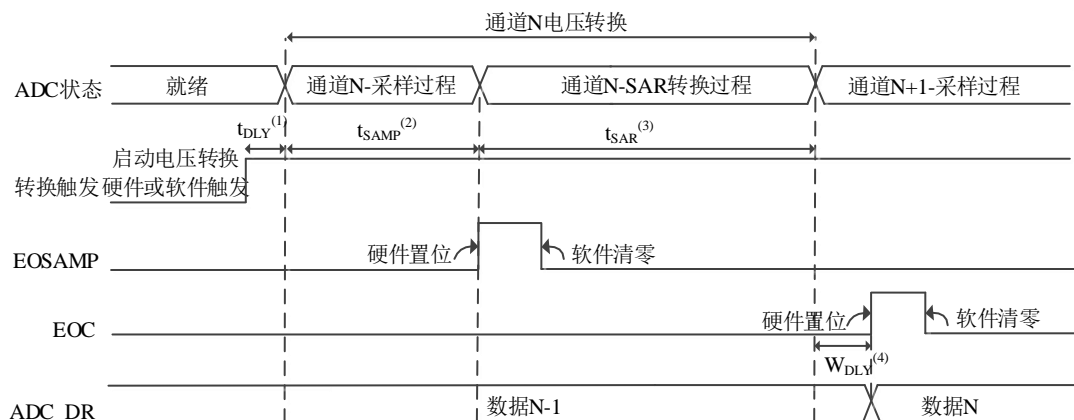 通道N电压转换
ADC状态
就绪
通道N-采样过程
通道N-SAR转换过程
通道N+1-采样过程
tDLY(1)
tSAMP(2)
tSAR(3)
启动电压转换
转换触发
硬件或软件触发
EOSAMP
硬件置位
软件清零
EOC
硬件置位
软件清零
WDLY(4)
ADC_DR
数据N-1
数据N